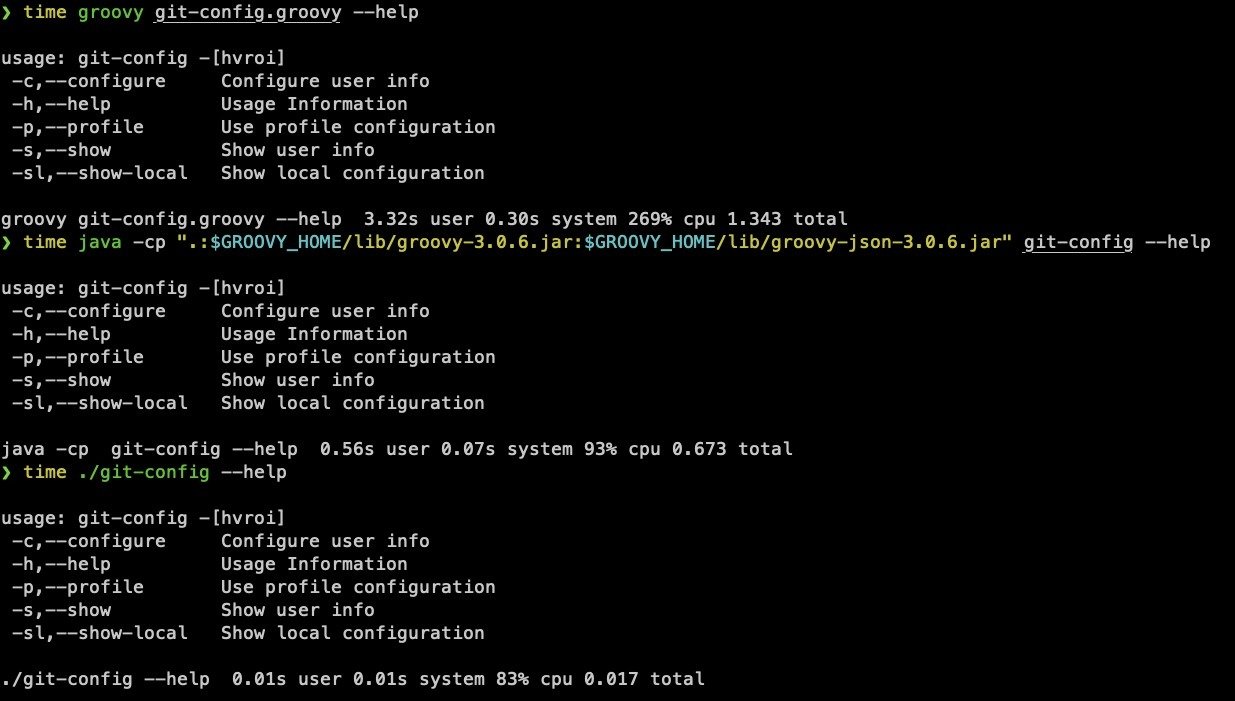 ❯ time groovy git-config.groovy --help
usage: git-config -[hvroi]
-c,--configure Configure user info
-h,--help Usage Information
-p,--profile Use profile configuration
-s,--show Show user info
-sl,--show-local Show local configuration
groovy git-config.groovy --help 3.32s user 0.30s system 269% cpu 1.343 total
❯ time java -cp ".:$GROOVY_HOME/lib/groovy-3.0.6.jar:$GROOVY_HOME/lib/groovy-json-3.0.6.jar" git-config --help
usage: git-config -[hvroi]
-c,--configure Configure user info
-h,--help Usage Information
-p,--profile Use profile configuration
-s,--show Show user info
-sl,--show-local Show local configuration
java -cp git-config --help 0.56s user 0.07s system 93% cpu 0.673 total
❯ time ./git-config --help
usage: git-config -[hvroi]
-c,--configure Configure user info
-h,--help Usage Information
-p,--profile Use profile configuration
-s,--show Show user info
-sl,--show-local Show local configuration
./git-config --help 0.01s user 0.01s system 83% cpu 0.017 total